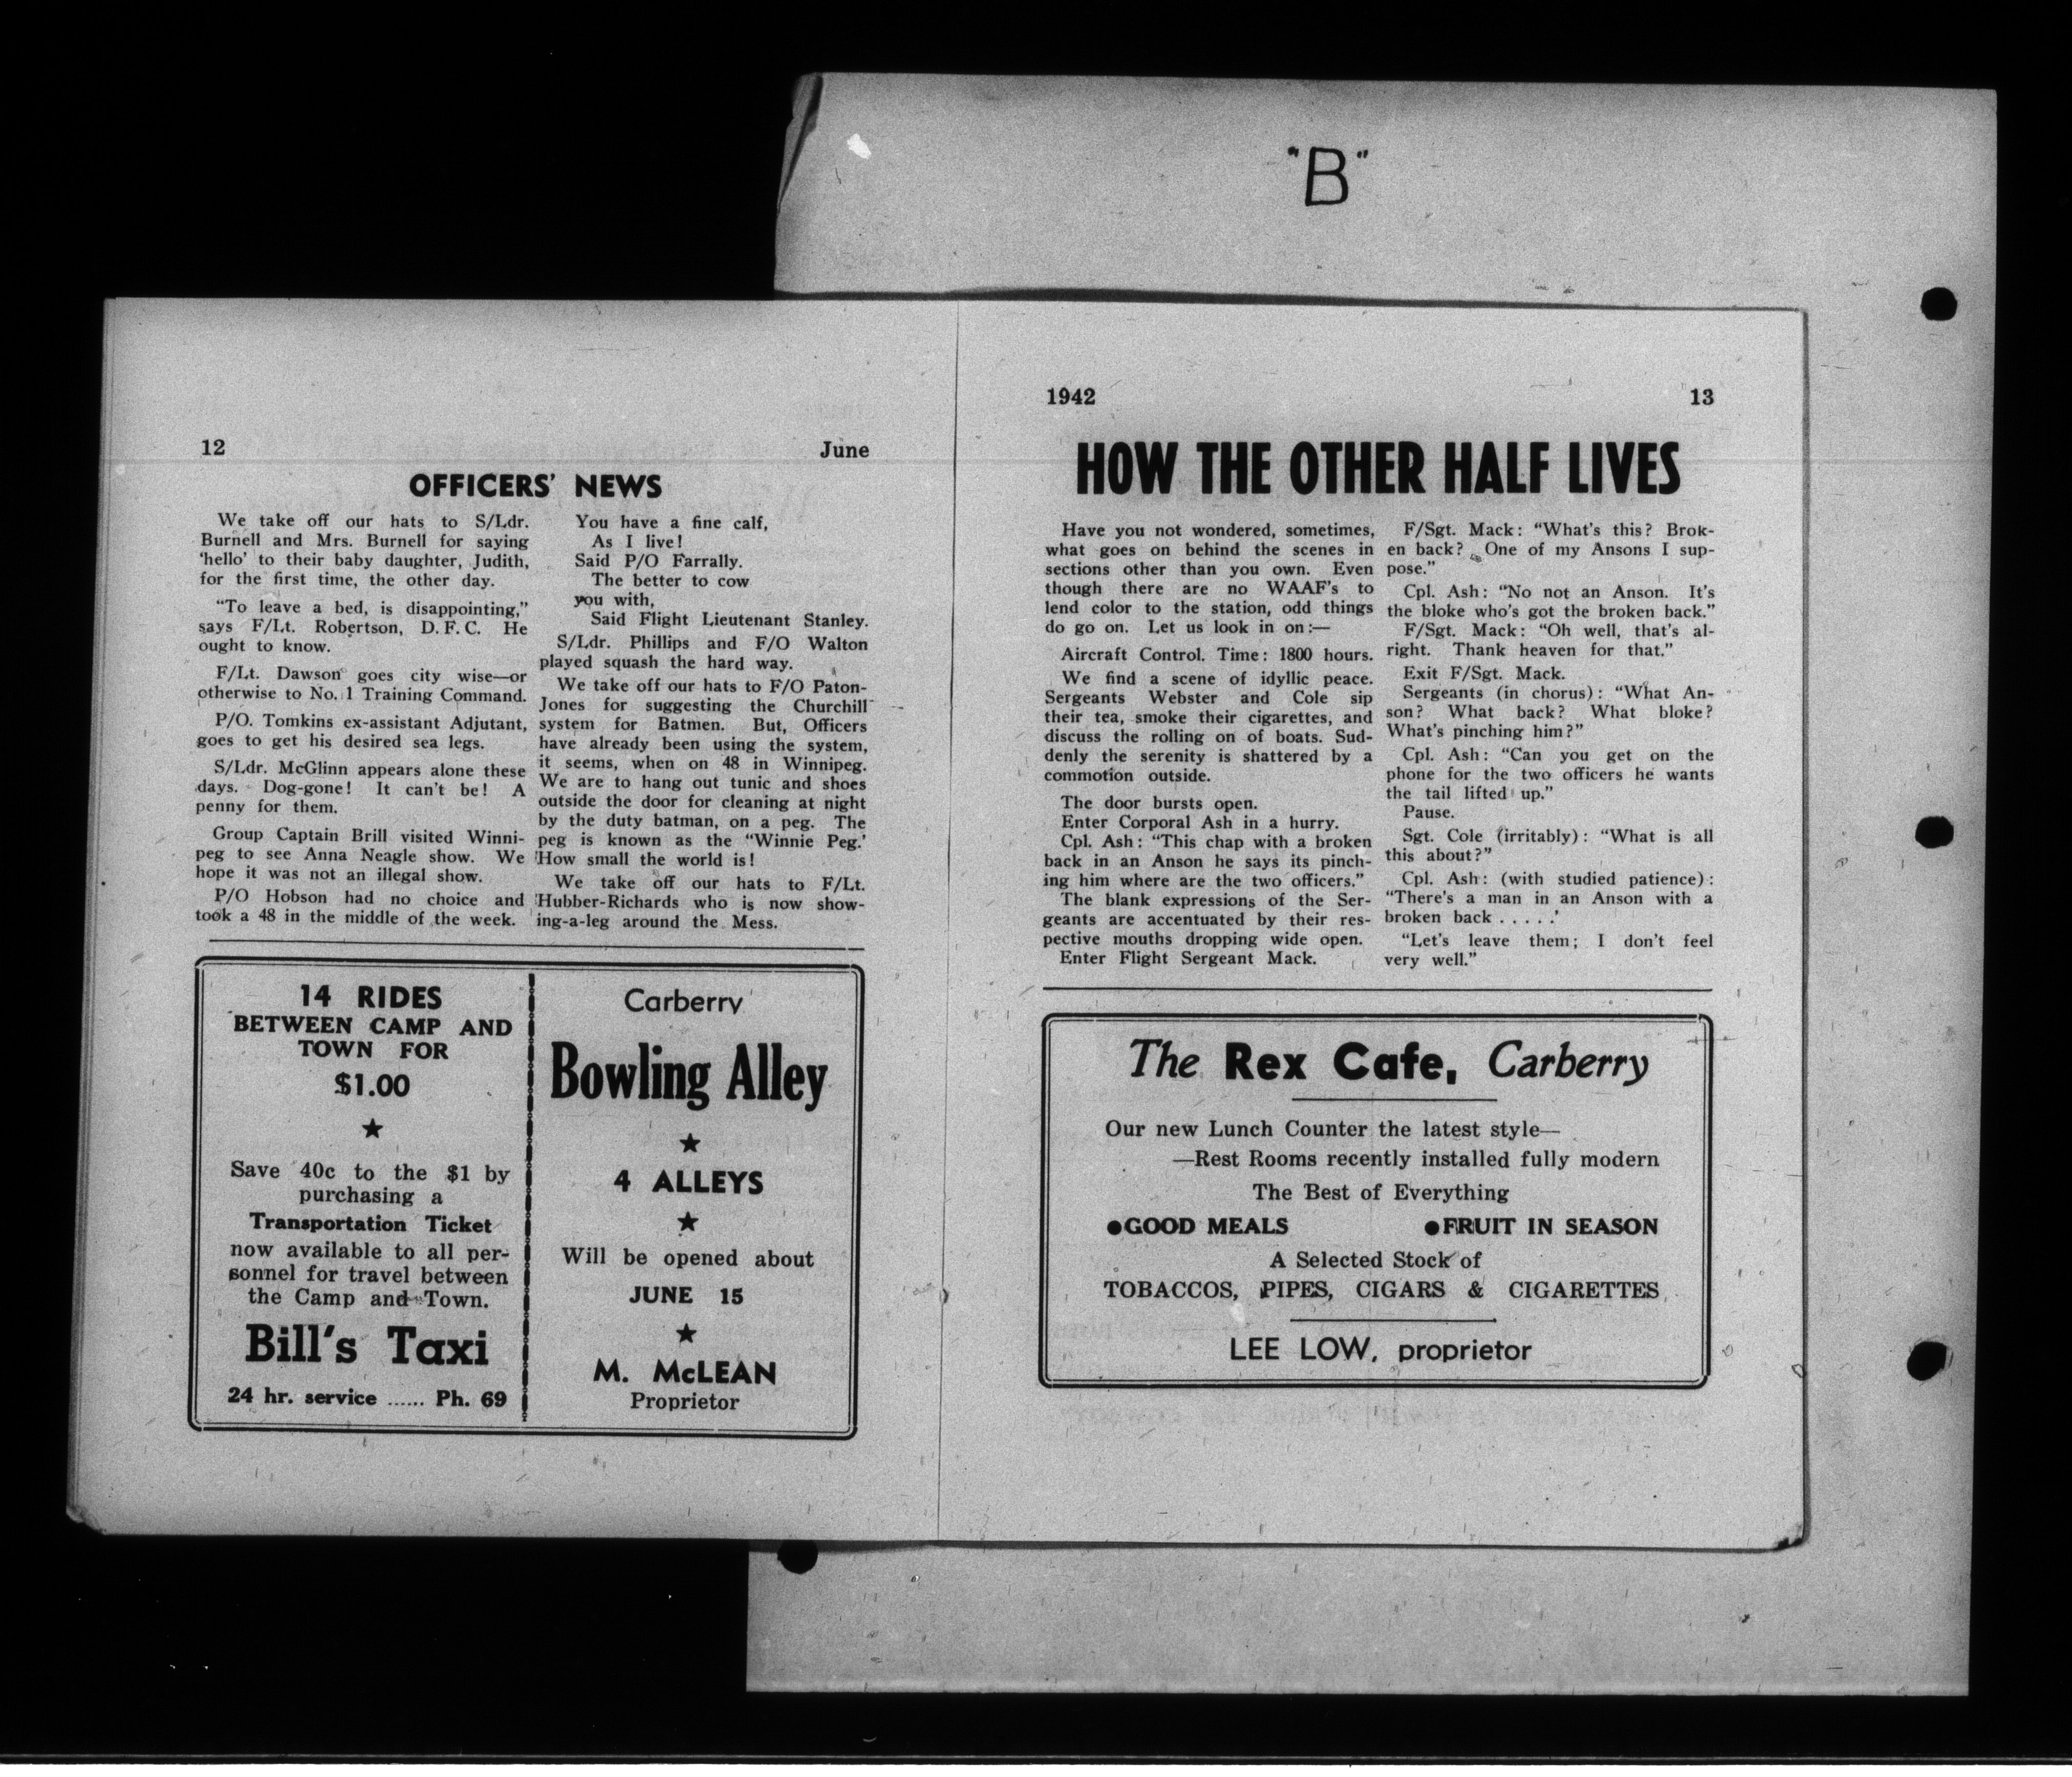 "B"
12 June
OFFICERS' NEWS
We take off our hats to S/Ldr.
Burnell and Mrs. Burnell for saying
'hello' to their baby daughter, Judith,
for the first time, the other day.
"To leave a bed, is disappointing,"
says F/Lt. Robertson, D.F.C. He
ought to know.
F/Lt. Dawson goes city wise—or
otherwise to No. 1 Training Command.
P/O. Tomkins ex-assistant Adjutant,
goes to get his desired sea legs.
S/Ldr. McGlinn appears alone these
days. Dog-gone! It can't be! A
penny for them.
Group Captain Brill visited Winni-
peg to see Anna Neagle show. We
hope it was not an illegal show.
P/O Hobson had no choice and
took a 48 in the middle of the week.
You have a fine calf,
As I live!
Said P/O Farrally.
The better to cow
you with,
Said Flight Lieutenant Stanley.
S/Ldr. Phillips and F/O Walton
played squash the hard way.
We take off our hats to F/O Paton-
Jones for suggesting the Churchill
system for Batmen. But, Officers
have already been using the system,
it seems, when on 48 in Winnipeg.
We are to hang out tunic and shoes
outside the door for cleaning at night
by the duty batman, on a peg. The
peg is known as the "Winnie Peg.'
How small the world is!
We take off our hats to F/Lt.
Hubber-Richards who is now show-
ing-a-leg around the Mess.
14 RIDES
BETWEEN CAMP AND
TOWN FOR
$1.00
★
Save 40c to the $1 by
purchasing a
Transportation Ticket
now available to all per-
sonnel for travel between
the Camp and Town.
Bill's Taxi
24 hr. service ...... Ph. 69
Carberry
Bowling Alley
★
4 ALLEYS
★
Will be opened about
JUNE 15
★
M. McLEAN
Proprietor
1942 13
HOW THE OTHER HALF LIVES
Have you not wondered, sometimes,
what goes on behind the scenes in
sections other than you own. Even
though there are no WAAF's to
lend color to the station, odd things
do go on. Let us look in on:—
Aircraft Control. Time: 1800 hours.
We find a scene of idyllic peace.
Sergeants Webster and Cole sip
their tea, smoke their cigarettes, and
discuss the rolling on of boats. Sud-
denly the serenity is shattered by a
commotion outside.
The door bursts open.
Enter Corporal Ash in a hurry.
Cpl. Ash: "This chap with a broken
back in an Anson he says its pinch-
ing him where are the two officers."
The blank expressions of the Ser-
geants are accentuated by their res-
pective mouths dropping wide open.
Enter Flight Sergeant Mack.
F/Sgt. Mack: "What's this? Brok-
en back? One of my Ansons I sup-
pose."
Cpl. Ash: "No not an Anson. It's
the bloke who's got the broken back."
F/Sgt. Mack: "Oh well, that's al-
right. Thank heaven for that."
Exit F/Sgt. Mack.
Sergeants (in chorus): "What An-
son? What back? What bloke?
What's pinching him?"
Cpl. Ash: "Can you get on the
phone for the two officers he wants
the tail lifted up."
Pause.
Sgt. Cole (irritably): "What is all
this about?"
Cpl. Ash: (with studied patience):
"There's a man in an Anson with a
broken back . . . . .'
"Let's leave them; I don't feel
very well."
The Rex Cafe, Carberry
Our new Lunch Counter the latest style—
—Rest Rooms recently installed fully modern
The Best of Everything
●GOOD MEALS ●FRUIT IN SEASON
A Selected Stock of
TOBACCOS, PIPES, CIGARS & CIGARETTES
LEE LOW, proprietor